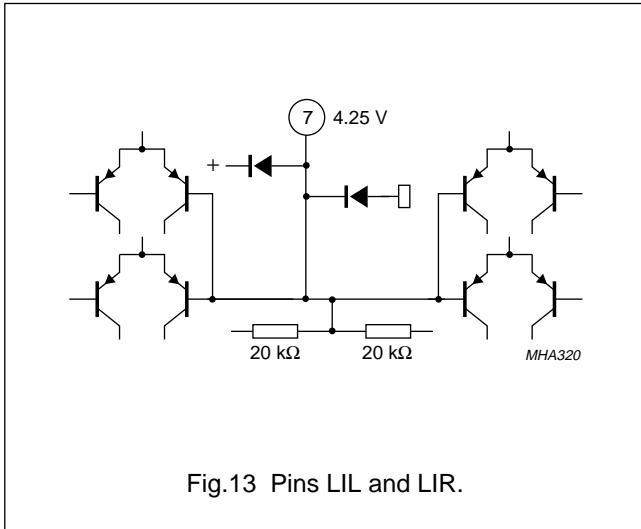 7 4.25 V
+
20 kΩ 20 kΩ
MHA320
Fig.13 Pins LIL and LIR.